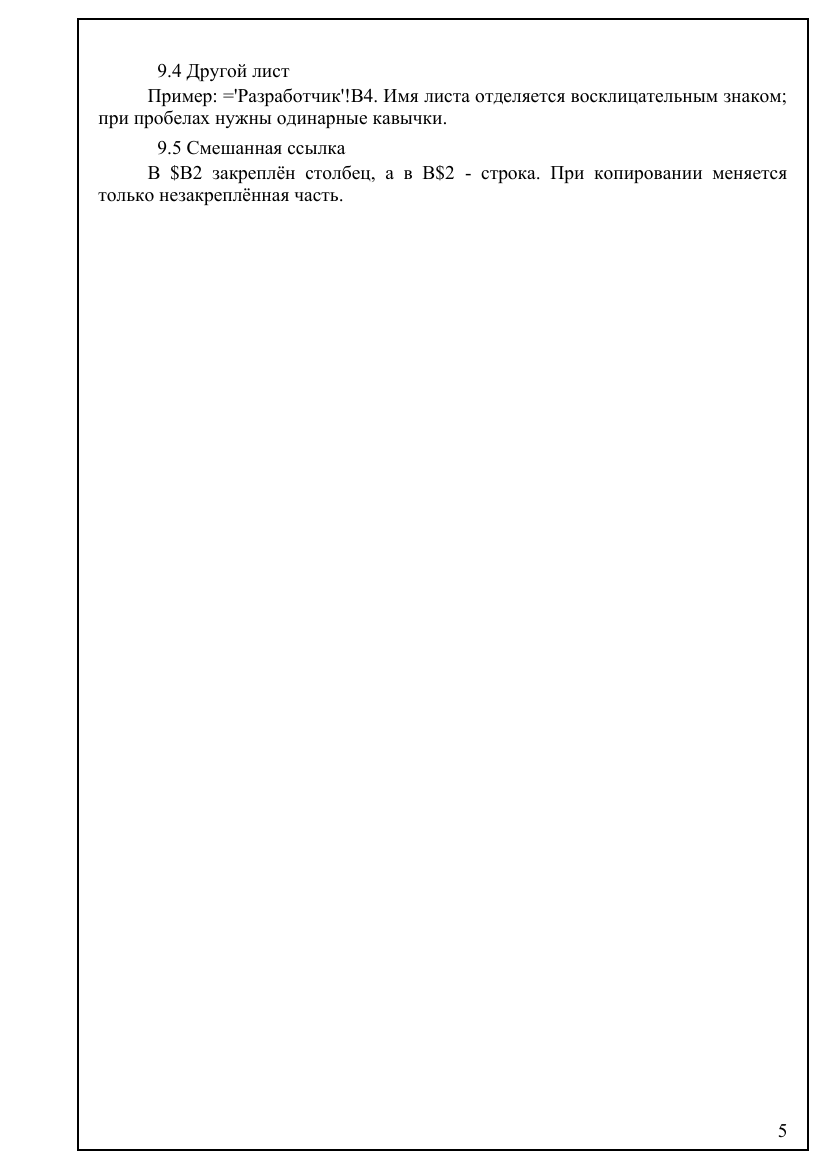 9.4 Другой лист
Пример: ='Разработчик'!B4. Имя листа отделяется восклицательным знаком;
при пробелах нужны одинарные кавычки.
9.5 Смешанная ссылка
В $B2 закреплён столбец, а в B$2 - строка. При копировании меняется
только незакреплённая часть.
5